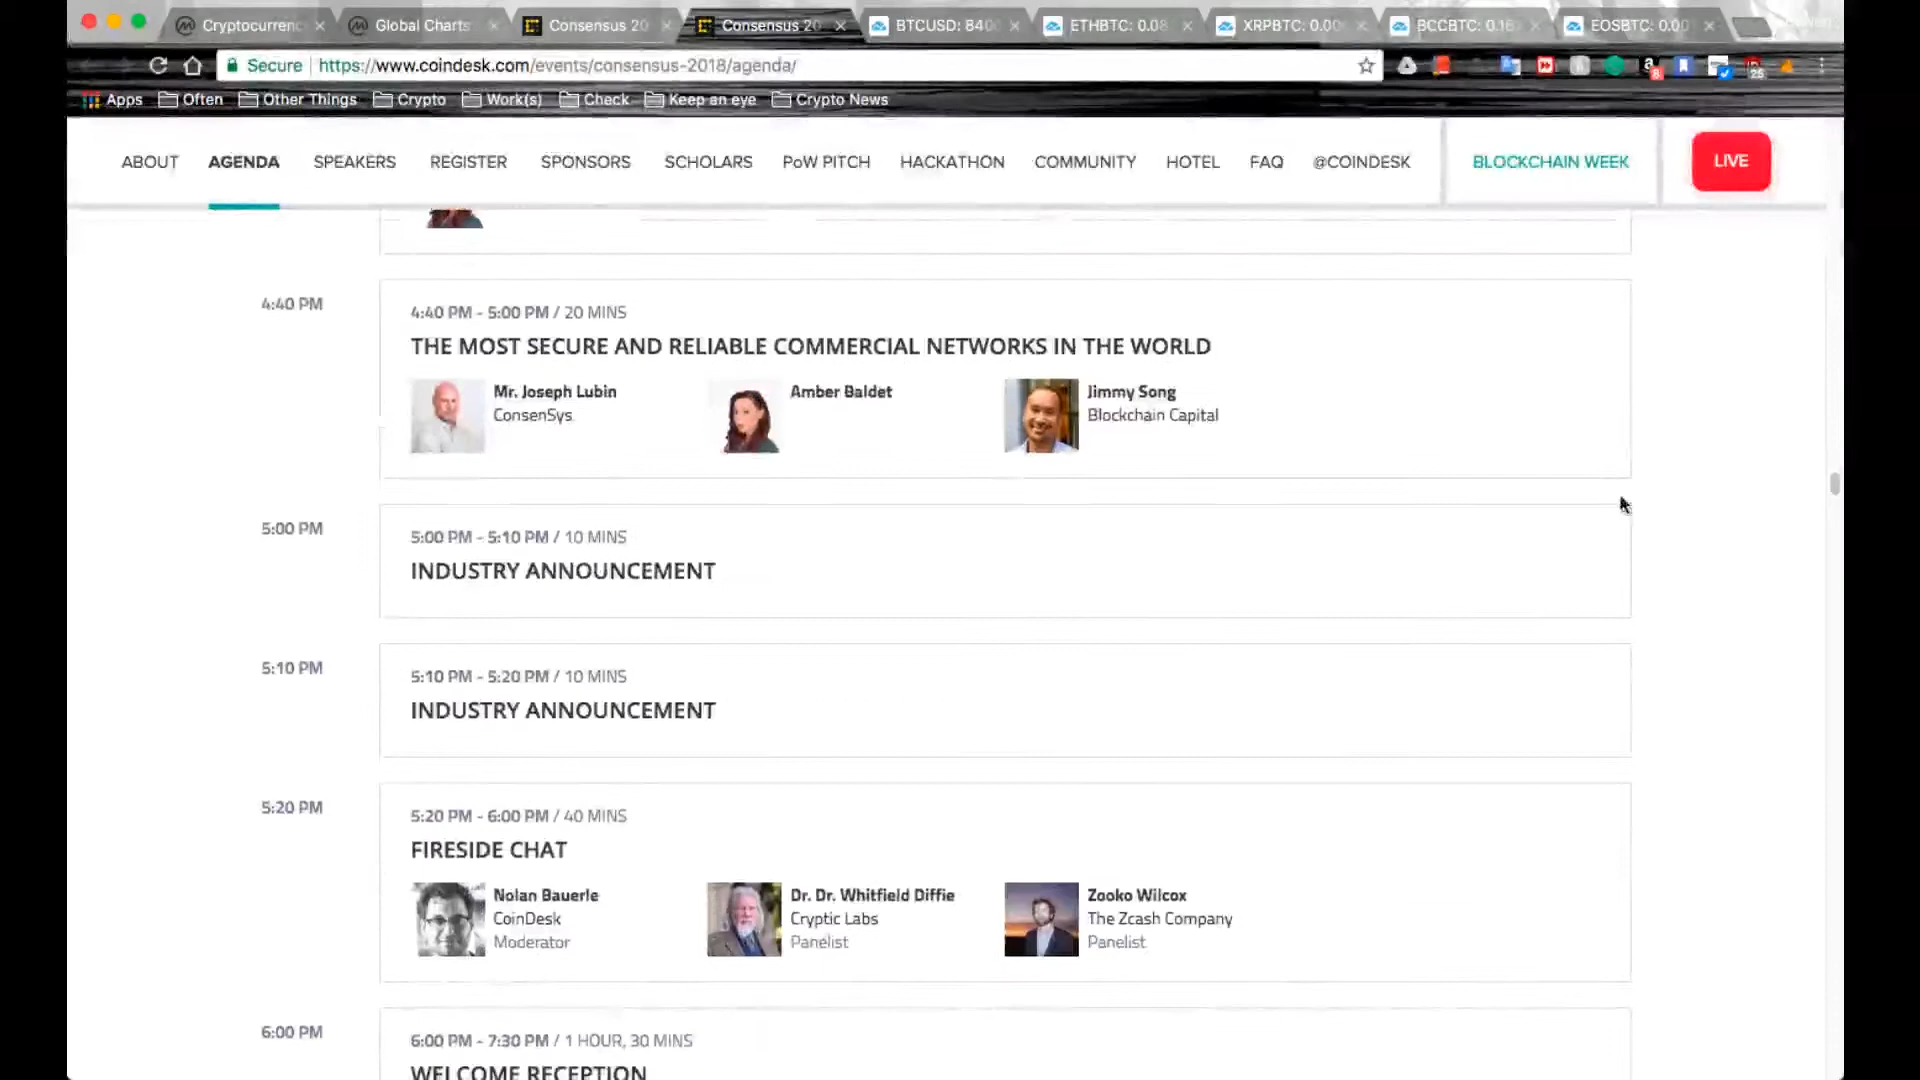 Cryptocurrenc
Global Charts
Consensus 20
Consensus 20
BTCUSD: 840
ETHBTC: 0.08
XRPBTC: 0.00
BCCBTC: 0.16
EOSBTC: 0.00
Secure https://www.coindesk.com/events/consensus-2018/agenda/
Apps Often Other Things Crypto Work(s) Check Keep an eye Crypto News
ABOUT AGENDA SPEAKERS REGISTER SPONSORS SCHOLARS PoW PITCH HACKATHON COMMUNITY HOTEL FAQ @COINDESK BLOCKCHAIN WEEK LIVE
4:40 PM
4:40 PM - 5:00 PM / 20 MINS
THE MOST SECURE AND RELIABLE COMMERCIAL NETWORKS IN THE WORLD
Mr. Joseph Lubin
ConsenSys
Amber Baldet
Jimmy Song
Blockchain Capital
5:00 PM
5:00 PM - 5:10 PM / 10 MINS
INDUSTRY ANNOUNCEMENT
5:10 PM
5:10 PM - 5:20 PM / 10 MINS
INDUSTRY ANNOUNCEMENT
5:20 PM
5:20 PM - 6:00 PM / 40 MINS
FIRESIDE CHAT
Nolan Bauerle
CoinDesk
Moderator
Dr. Dr. Whitfield Diffie
Cryptic Labs
Panelist
Zooko Wilcox
The Zcash Company
Panelist
6:00 PM
6:00 PM - 7:30 PM / 1 HOUR, 30 MINS
WELCOME RECEPTION